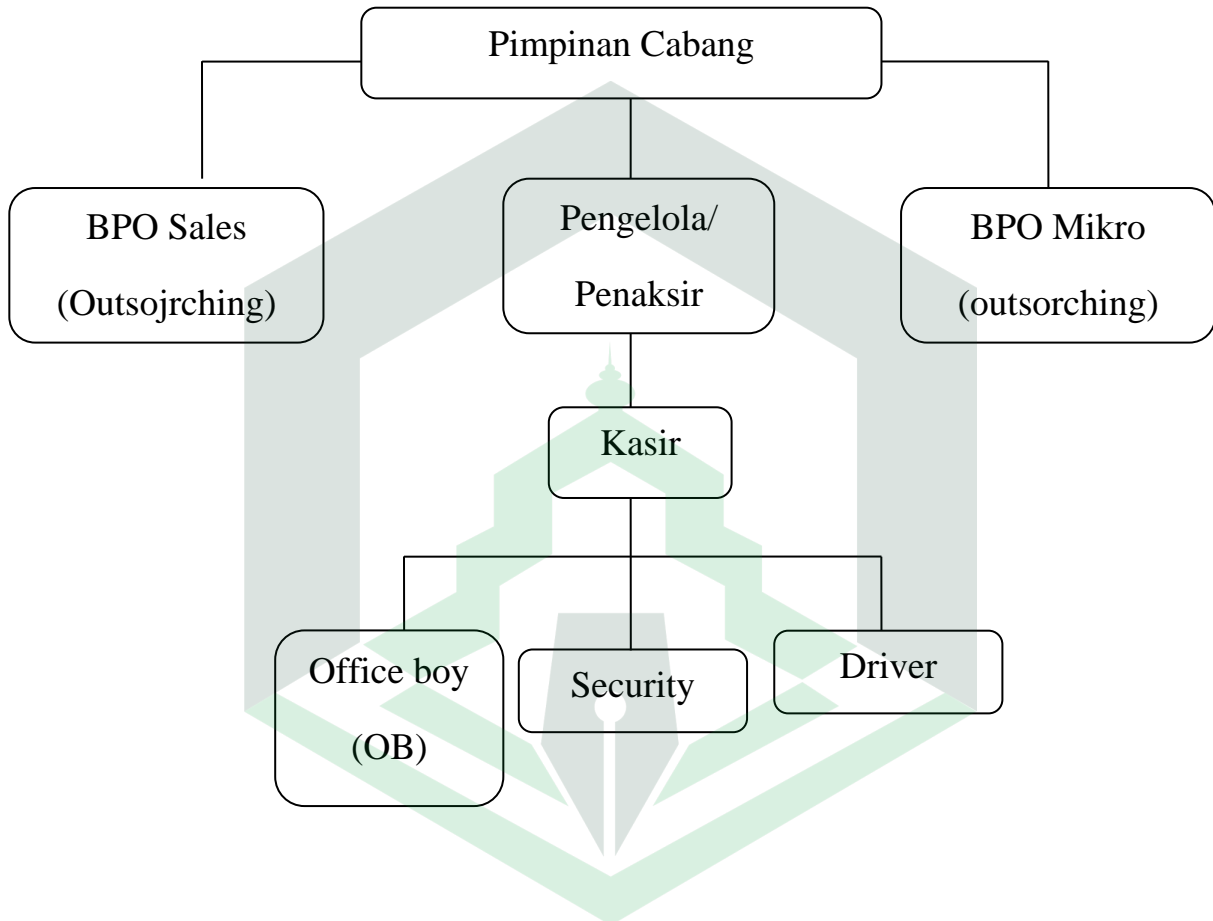 Pimpinan Cabang
BPO Sales
(Outsojrching)
Pengelola/
Penaksir
BPO Mikro
(outsorching)
Kasir
Office boy
(OB)
Security
Driver